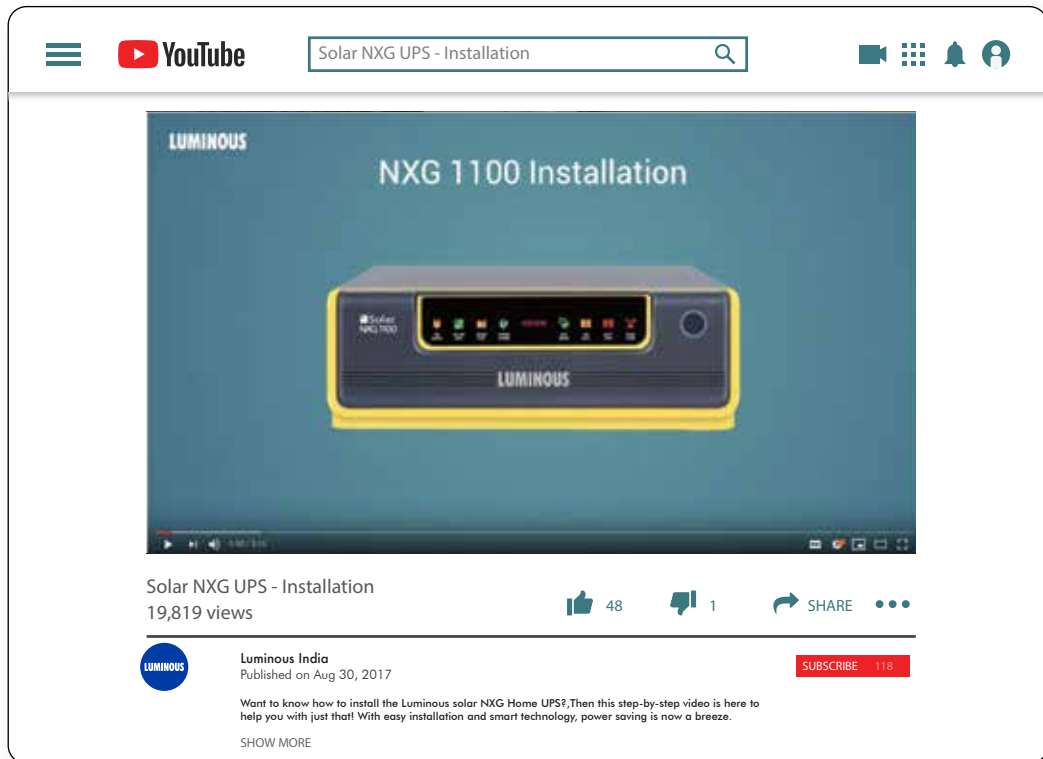 YouTube
Solar NXG UPS - Installation
LUMINOUS
NXG 1100 Installation
Solar
NXG 1100
LUMINOUS
Solar NXG UPS - Installation
19,819 views
48
1
SHARE
LUMINOUS
Luminous India
Published on Aug 30, 2017
SUBSCRIBE 118
Want to know how to install the Luminous solar NXG Home UPS?,Then this step-by-step video is here to
help you with just that! With easy installation and smart technology, power saving is now a breeze.
SHOW MORE